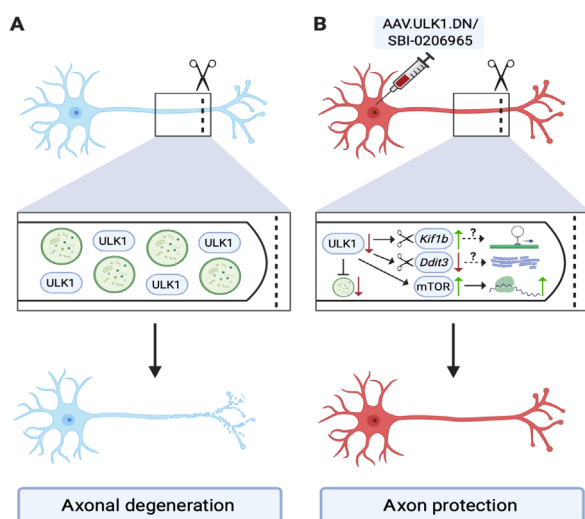 A
B
AAV.ULK1.DN/
SBI-0206965
ULK1
ULK1
ULK1
ULK1
ULK1
Kif1b
?
Ddit3
?
mTOR
Axonal degeneration
Axon protection